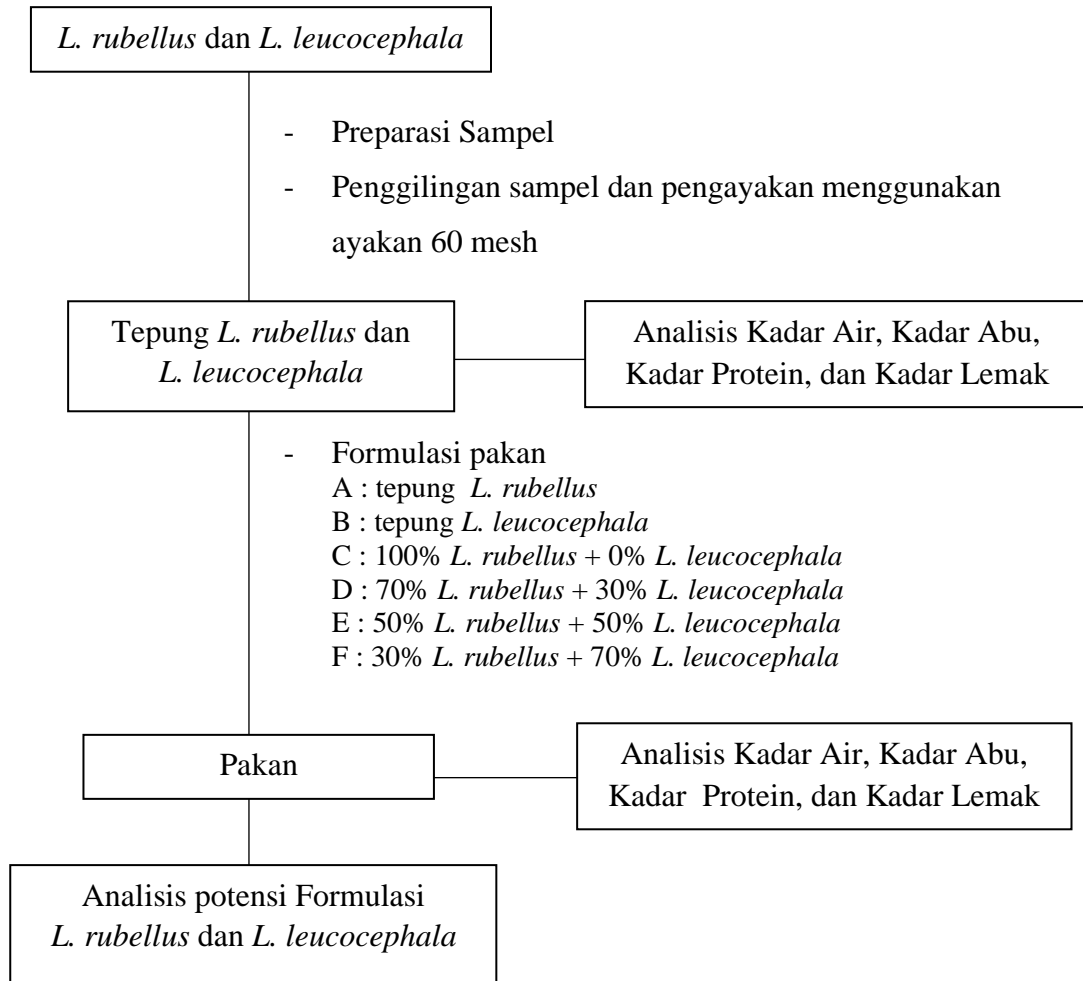 L. rubellus dan L. leucocephala
- Preparasi Sampel
- Penggilingan sampel dan pengayakan menggunakan
ayakan 60 mesh
Tepung L. rubellus dan
L. leucocephala
Analisis Kadar Air, Kadar Abu,
Kadar Protein, dan Kadar Lemak
- Formulasi pakan
A : tepung L. rubellus
B : tepung L. leucocephala
C : 100% L. rubellus + 0% L. leucocephala
D : 70% L. rubellus + 30% L. leucocephala
E : 50% L. rubellus + 50% L. leucocephala
F : 30% L. rubellus + 70% L. leucocephala
Pakan
Analisis Kadar Air, Kadar Abu,
Kadar Protein, dan Kadar Lemak
Analisis potensi Formulasi
L. rubellus dan L. leucocephala